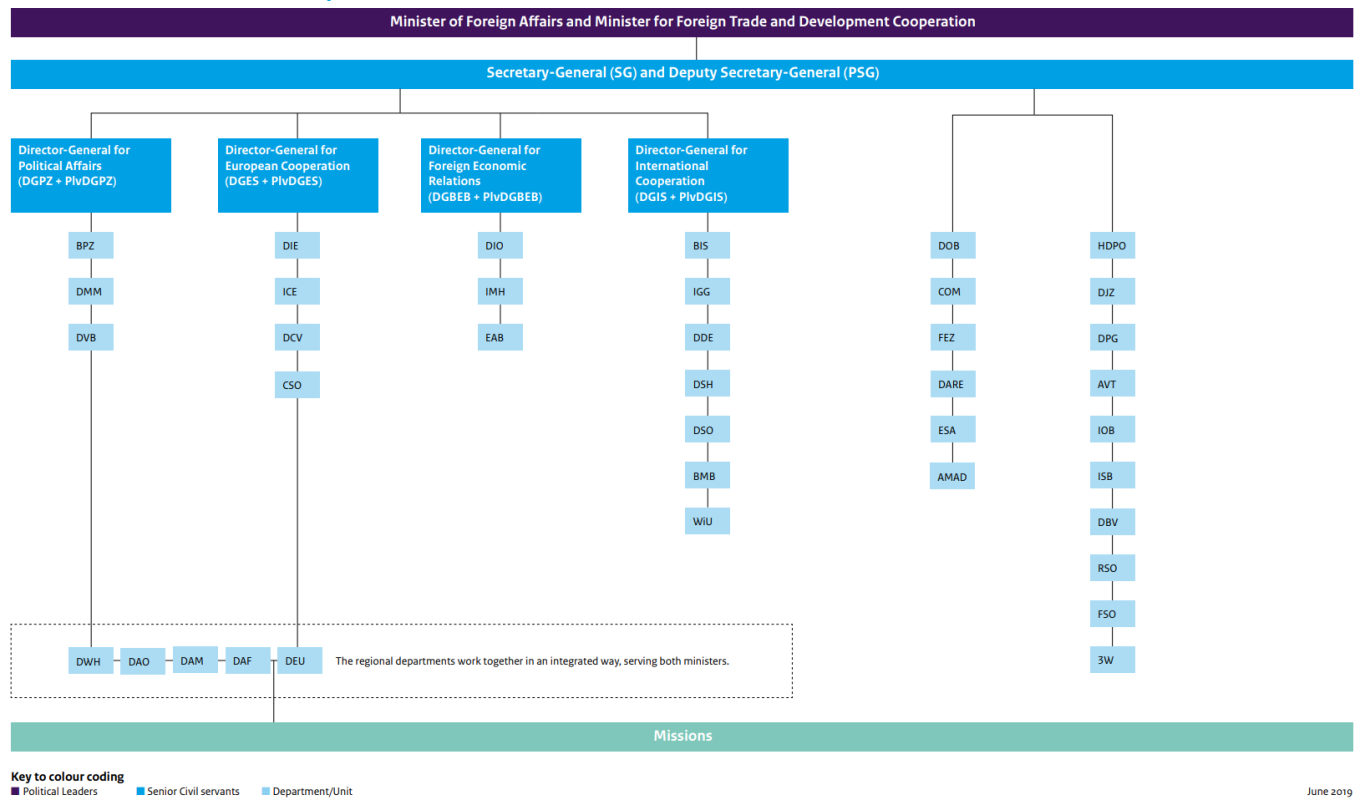 Minister of Foreign Affairs and Minister for Foreign Trade and Development Cooperation
Secretary-General (SG) and Deputy Secretary-General (PSG)
Director-General for
Political Affairs
(DGPZ + PlvDGPZ)
Director-General for
European Cooperation
(DGES + PlvDGES)
Director-General for
Foreign Economic
Relations
(DGBEB + PlvDGBEB)
Director-General for
International
Cooperation
(DGIS + PlvDGIS)
BPZ
DMM
DVB
DIE
ICE
DCV
CSO
DIO
IMH
EAB
BIS
IGG
DDE
DSH
DSO
BMB
WiU
DOB
COM
FEZ
DARE
ESA
AMAD
HDPO
DJZ
DPG
AVT
IOB
ISB
DBV
RSO
FSO
3W
DWH
DAO
DAM
DAF
DEU
The regional departments work together in an integrated way, serving both ministers.
Missions
Key to colour coding
Political Leaders
Senior Civil servants
Department/Unit
June 2019